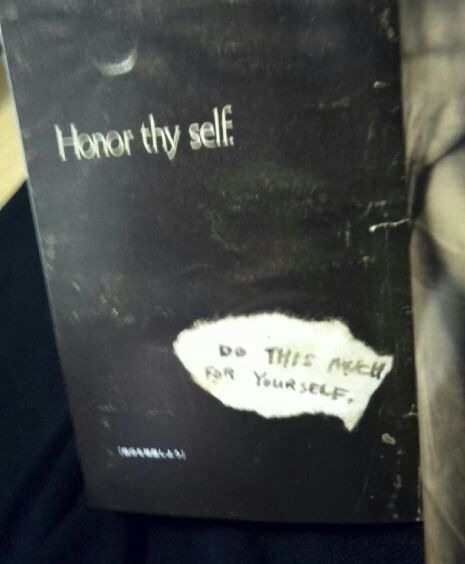 Honor thy self.
DO THIS MUCH
FOR YOURSELF.